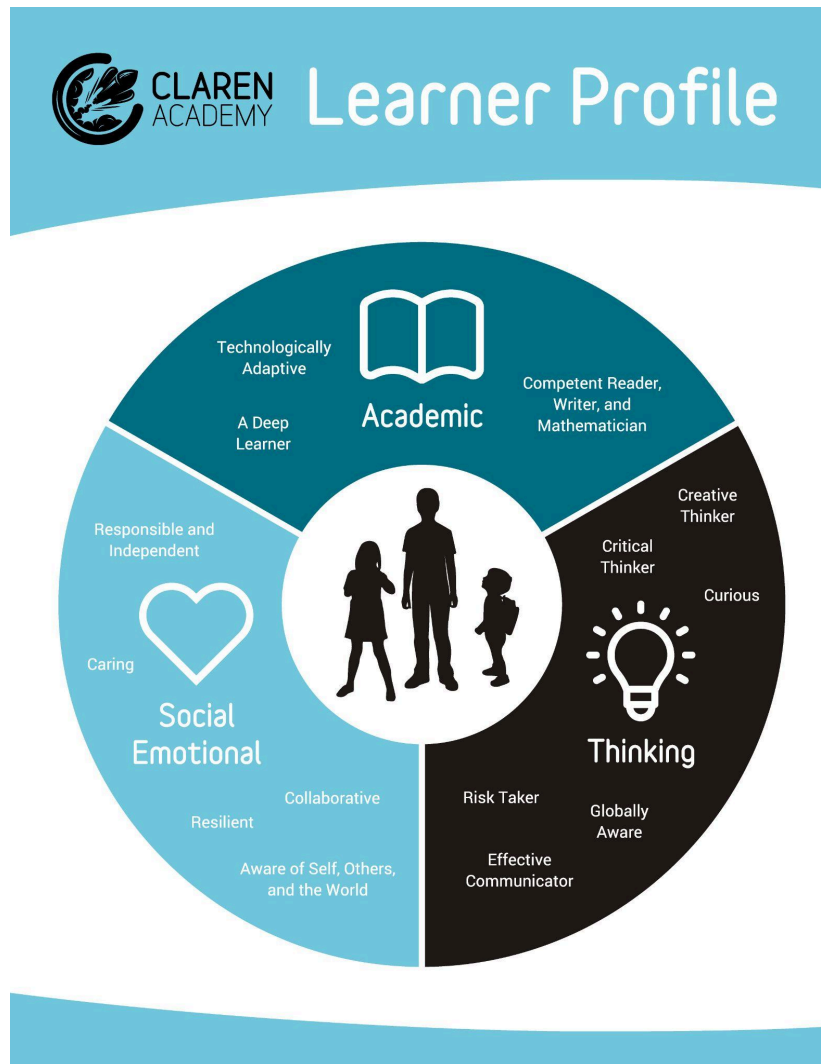 CLAREN
ACADEMY
Learner Profile
Technologically
Adaptive
A Deep
Learner
Academic
Competent Reader,
Writer, and
Mathematician
Responsible and
Independent
Caring
Social
Emotional
Collaborative
Resilient
Aware of Self, Others,
and the World
Creative
Thinker
Critical
Thinker
Curious
Thinking
Risk Taker
Globally
Aware
Effective
Communicator